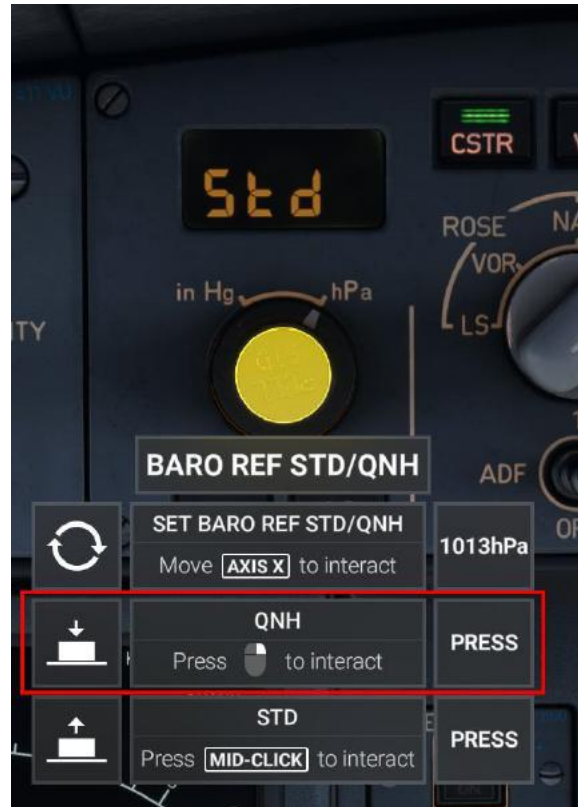 Std
CSTR
ROSE
NA
VOR
LS
in Hg
hPa
ITY
BARO REF STD/QNH
ADF
SET BARO REF STD/QNH
Move AXIS X to interact
1013hPa
QNH
Press to interact
PRESS
STD
Press MID-CLICK to interact
PRESS